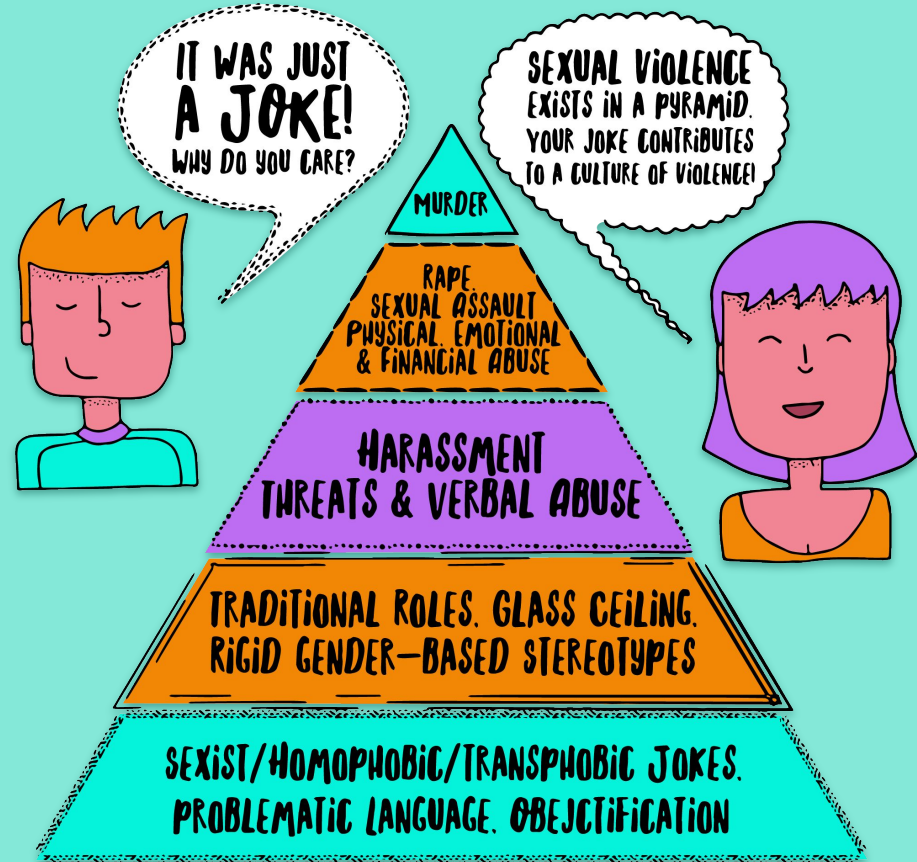 IT WAS JUST
A JOKE!
WHY DO YOU CARE?
SEXUAL VIOLENCE
EXISTS IN A PYRAMID.
YOUR JOKE CONTRIBUTES
TO A CULTURE OF VIOLENCE!
MURDER
RAPE,
SEXUAL ASSAULT
PHYSICAL, EMOTIONAL
& FINANCIAL ABUSE
HARASSMENT
THREATS & VERBAL ABUSE
TRADITIONAL ROLES, GLASS CEILING,
RIGID GENDER-BASED STEREOTYPES
SEXIST/HOMOPHOBIC/TRANSPHOBIC JOKES,
PROBLEMATIC LANGUAGE, OBEJCTIFICATION